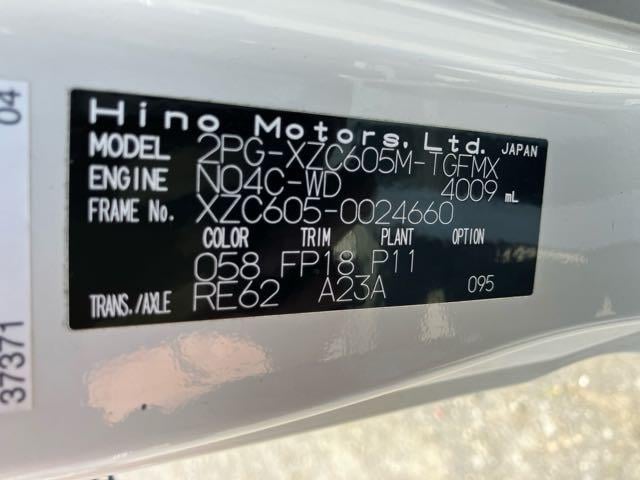 Hino Motors, Ltd. JAPAN
MODEL 2PG-XZC605M-TGFMX
ENGINE N04C-WD 4009 mL
FRAME No. XZC605-0024660
COLOR TRIM PLANT OPTION
058 FP18 P11
TRANS./AXLE RE62 A23A 095
37371 04